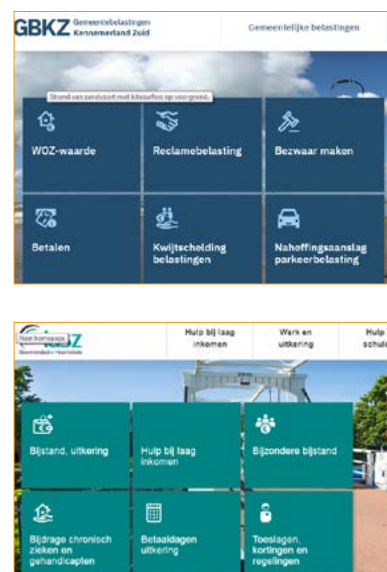 GBKZ Gemeentebelastingen
Kennemerland Zuid
Gemeentelijke belastingen
Strand van zandvoort met kitesurfles op voorgrond.
WOZ-waarde
Reclamebelasting
Bezwaar maken
Betalen
Kwijtschelding
belastingen
Naheffingsaanslag
parkeerbelasting
Naar homepage.
Hulp bij laag
inkomen
Werk en
uitkering
Hulp
Bijstand, uitkering
Hulp bij laag
inkomen
Bijzondere bijstand
Bijdrage chronisch
zieken en
gehandicapten
Betaaldagen
uitkering
Toeslagen,
kortingen en
regelingen